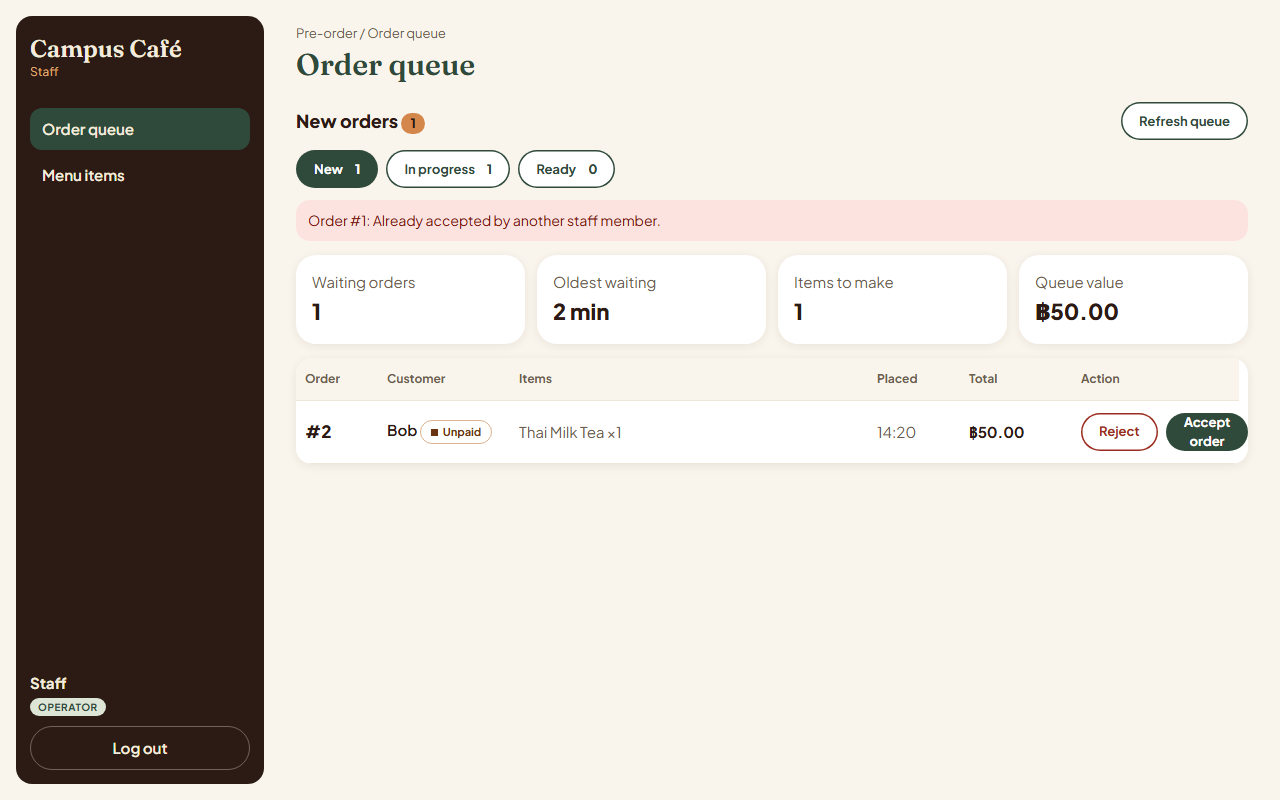 Campus Café
Staff
Order queue
Menu items
Staff
OPERATOR
Log out
Pre-order / Order queue
Order queue
New orders 1
Refresh queue
New 1 In progress 1 Ready 0
Order #1: Already accepted by another staff member.
Waiting orders Oldest waiting Items to make Queue value
1 2 min 1 ฿50.00
Order Customer Items Placed Total Action
#2 Bob Unpaid Thai Milk Tea ×1 14:20 ฿50.00 Reject Accept order